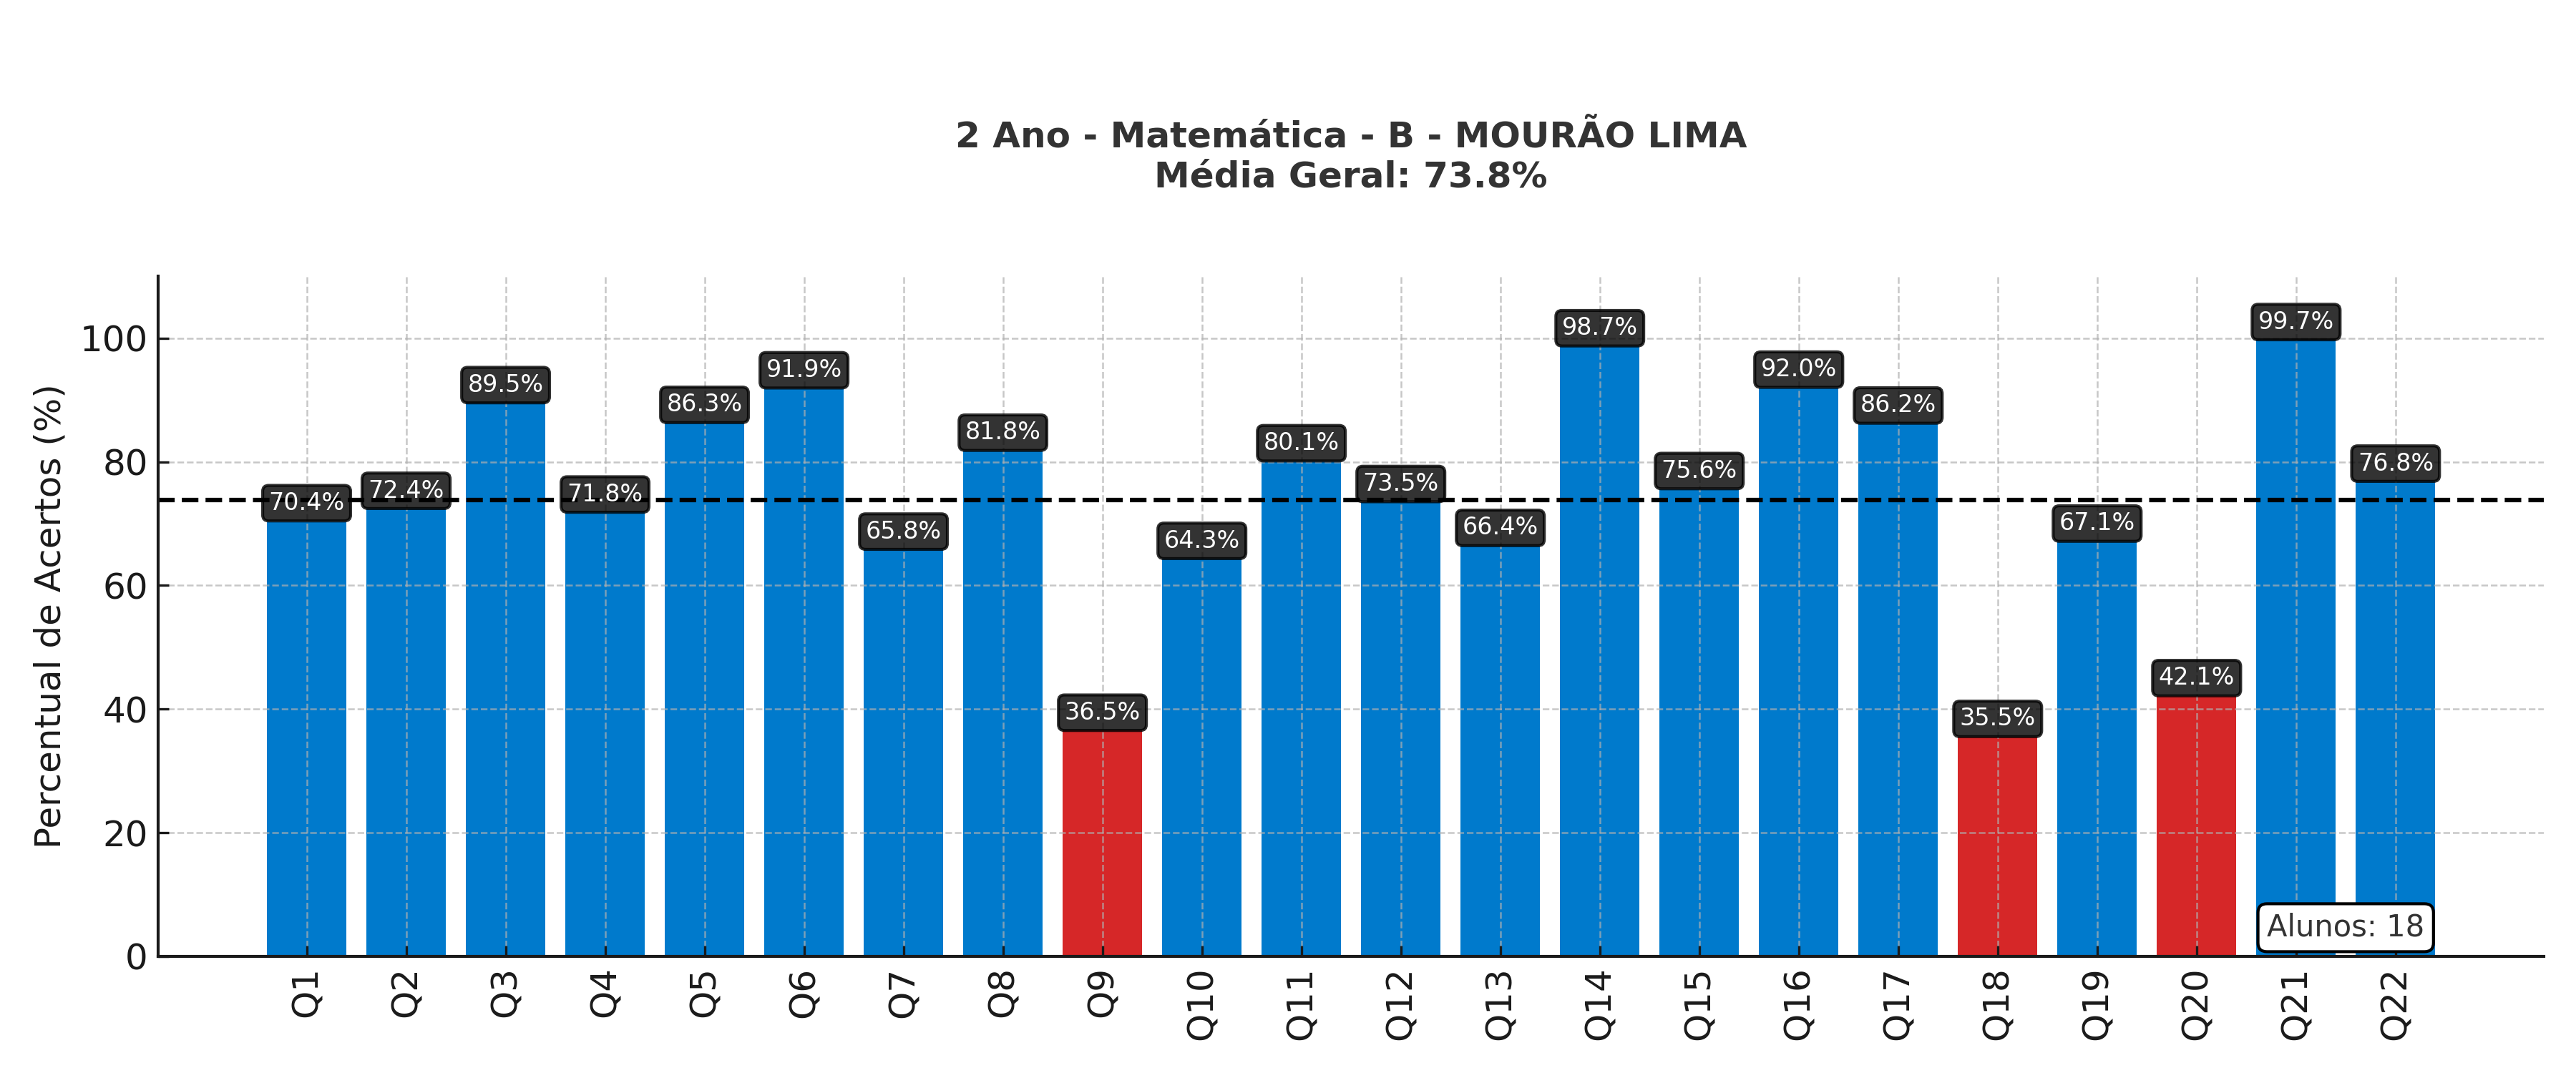 2 Ano - Matemática - B - MOURÃO LIMA
Média Geral: 73.8%
Percentual de Acertos (%)
100
80
60
40
20
0
70.4%
72.4%
89.5%
71.8%
86.3%
91.9%
65.8%
81.8%
36.5%
64.3%
80.1%
73.5%
66.4%
98.7%
75.6%
92.0%
86.2%
35.5%
67.1%
42.1%
99.7%
76.8%
Alunos: 18
Q1
Q2
Q3
Q4
Q5
Q6
Q7
Q8
Q9
Q10
Q11
Q12
Q13
Q14
Q15
Q16
Q17
Q18
Q19
Q20
Q21
Q22